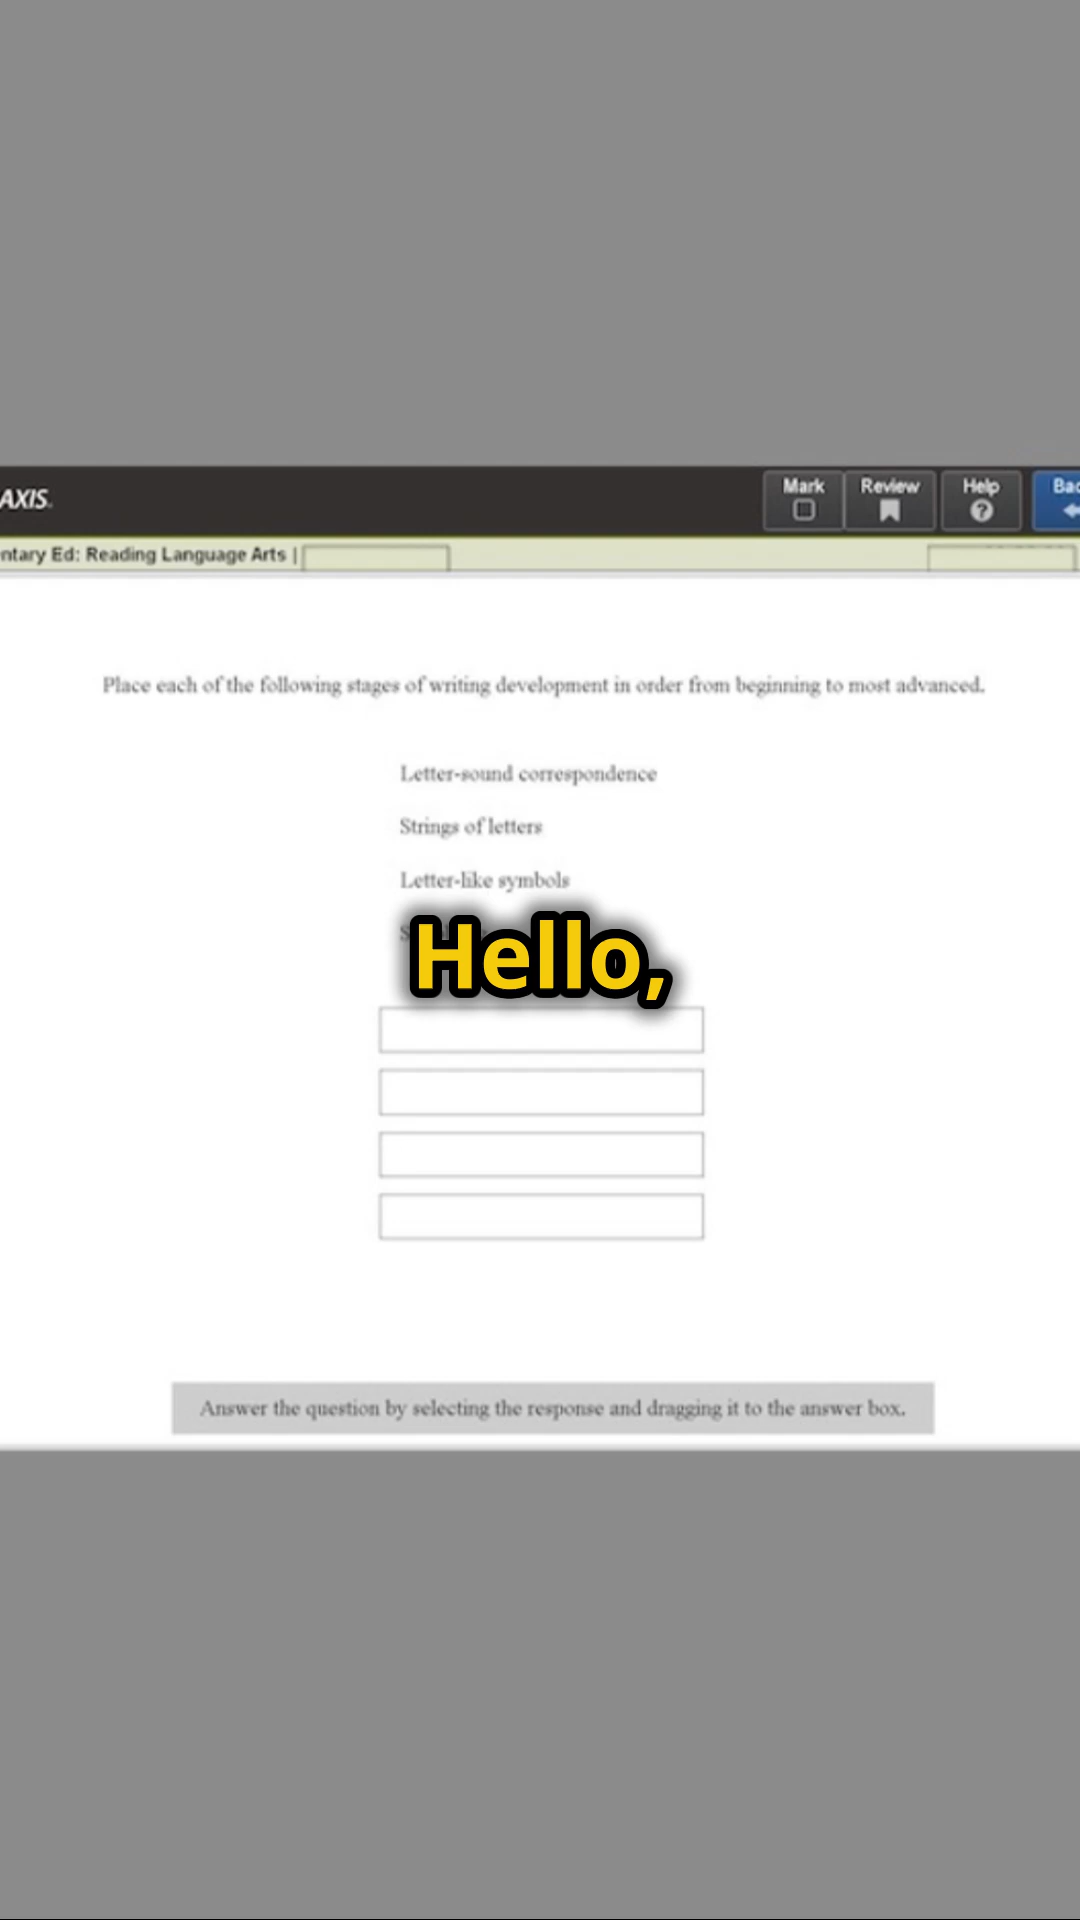 AXIS
Mark
Review
Help
Bac
ntary Ed: Reading Language Arts |
Place each of the following stages of writing development in order from beginning to most advanced.
Letter-sound correspondence
Strings of letters
Letter-like symbols
Hello,
Answer the question by selecting the response and dragging it to the answer box.